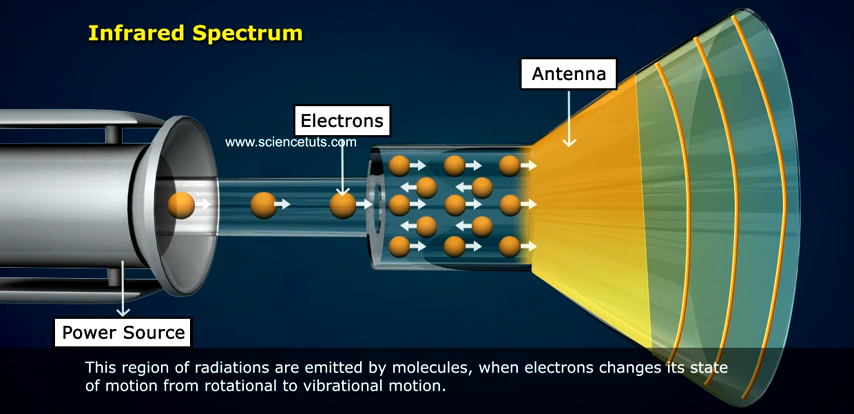 Infrared Spectrum
Antenna
Electrons
www.sciencetuts.com
Power Source
This region of radiations are emitted by molecules, when electrons changes its state
of motion from rotational to vibrational motion.